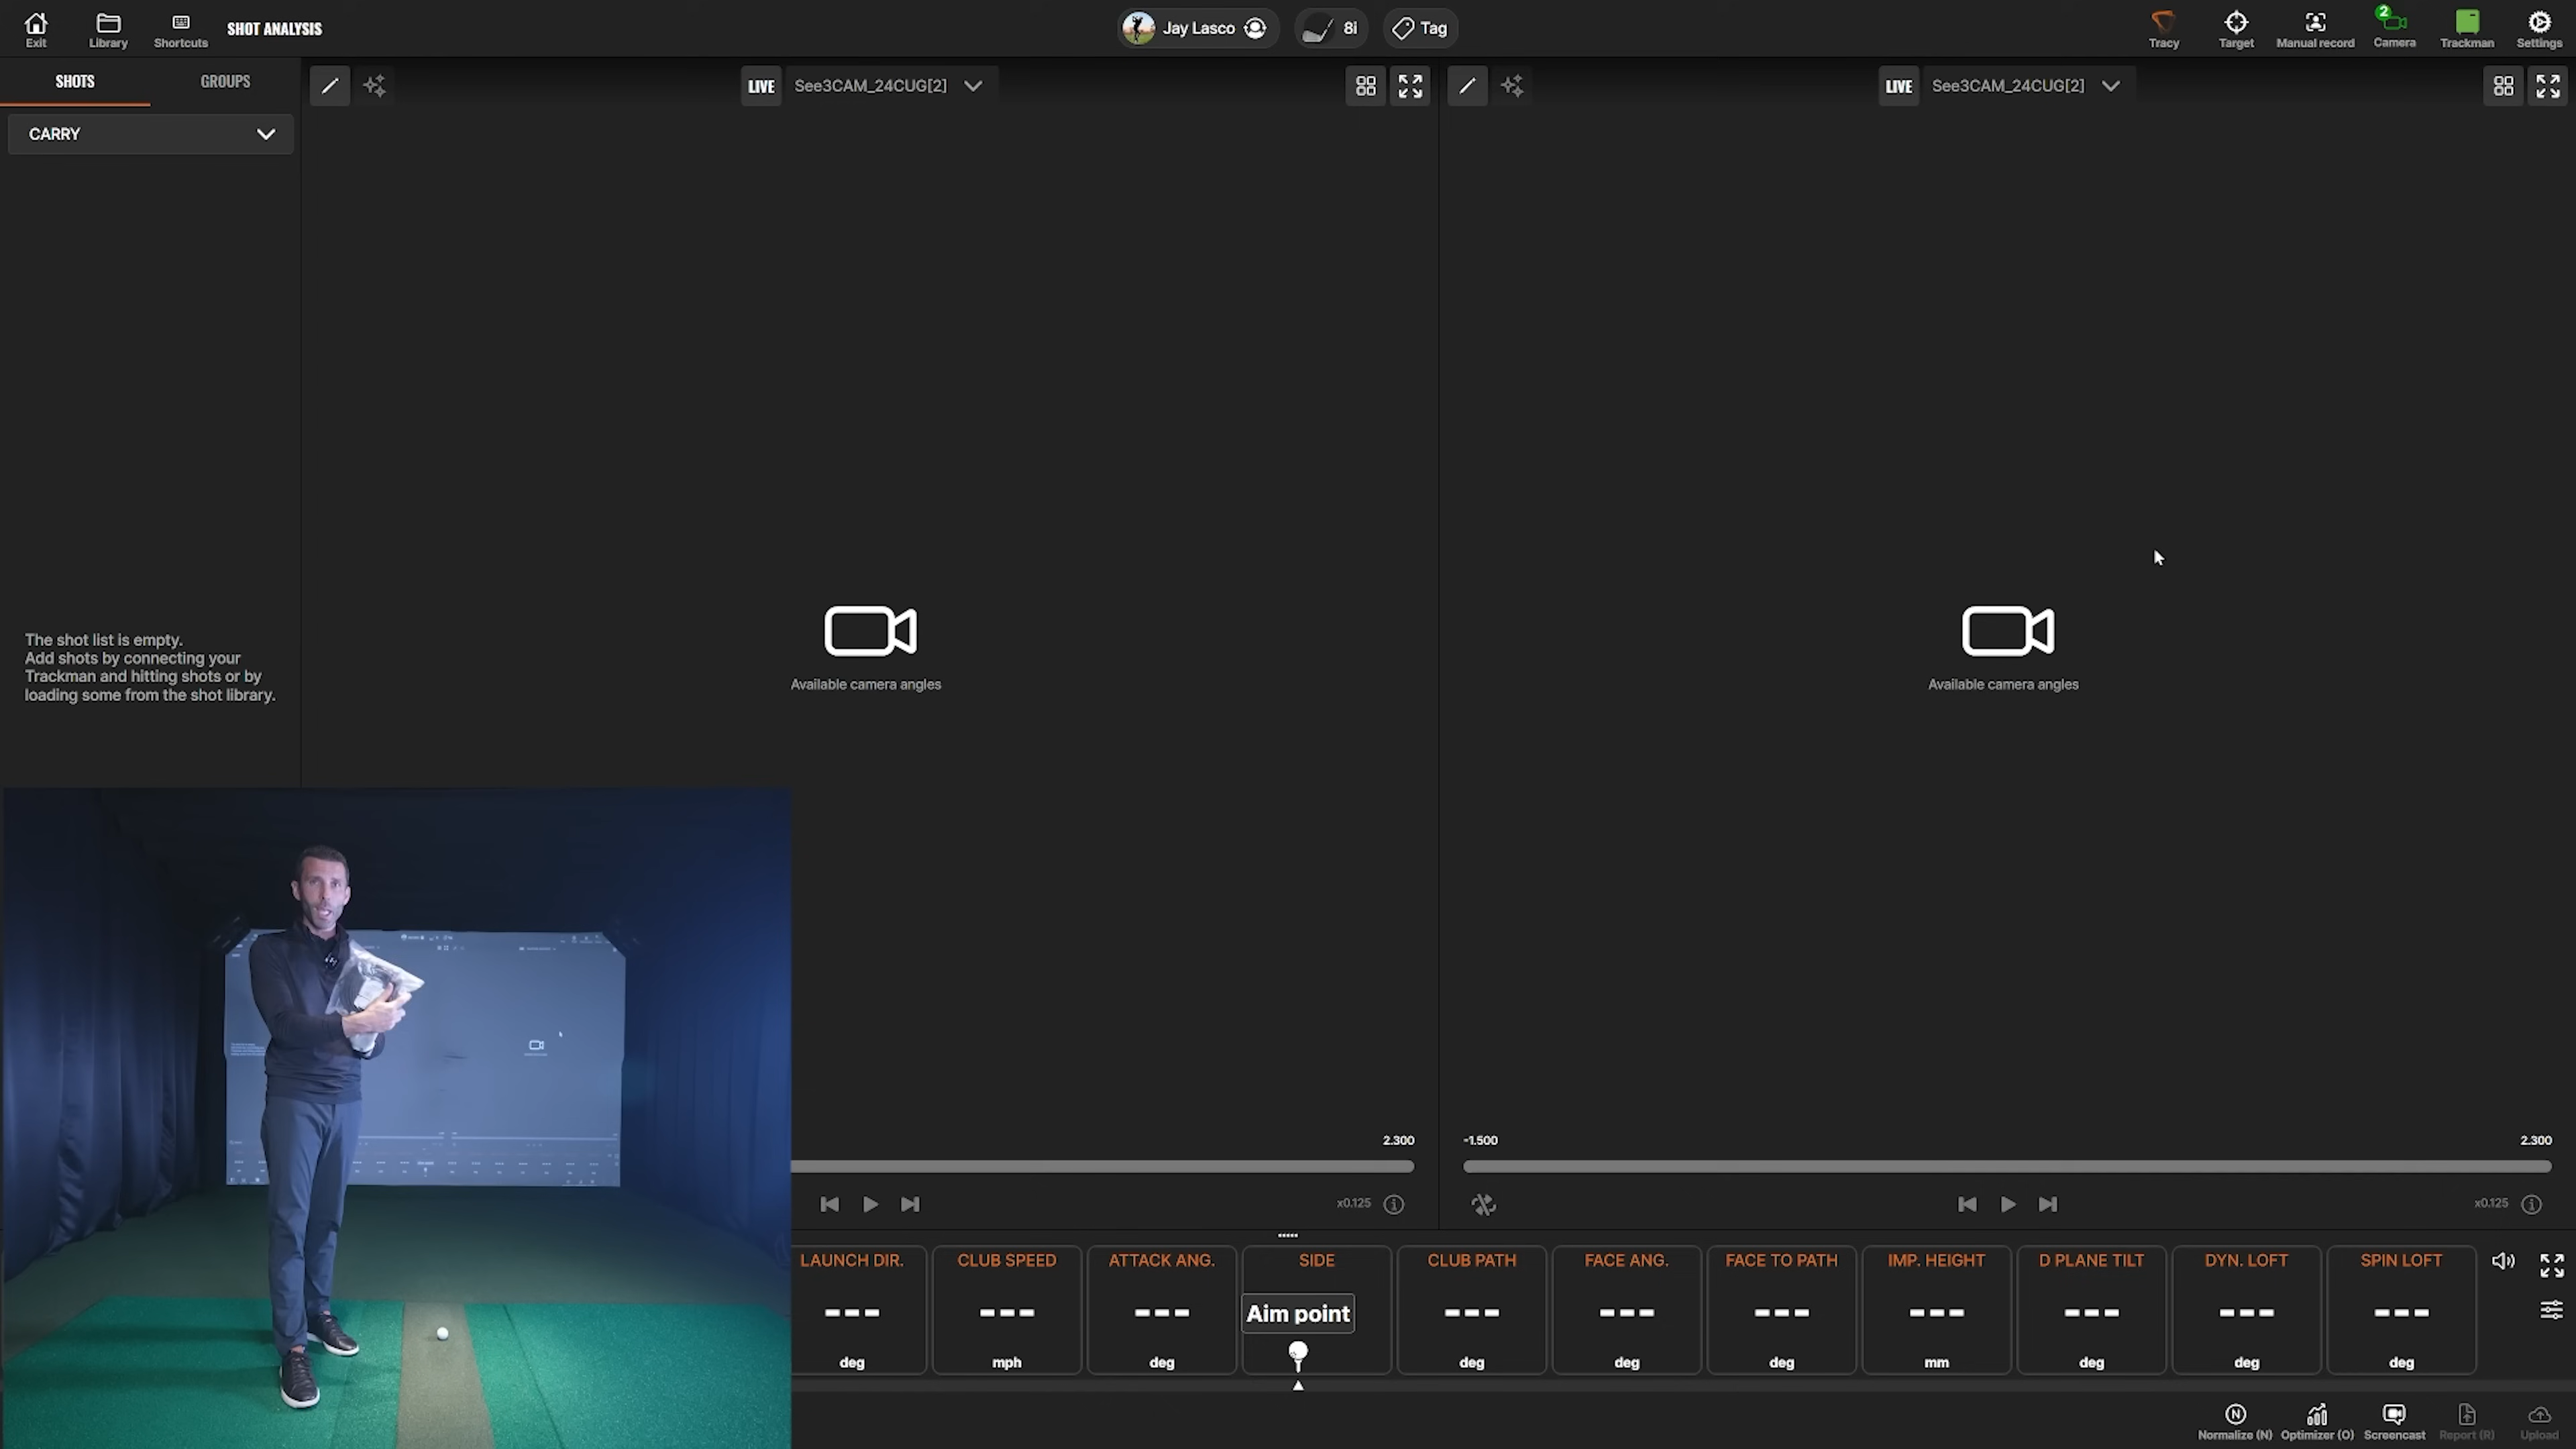 Exit
Library
Shortcuts
SHOT ANALYSIS
Jay Lasco
8i
Tag
Tracy
Target
Manual record
2
Camera
Trackman
Settings
SHOTS
GROUPS
CARRY
LIVE
See3CAM_24CUG[2]
LIVE
See3CAM_24CUG[2]
The shot list is empty.
Add shots by connecting your
Trackman and hitting shots or by
loading some from the shot library.
Available camera angles
Available camera angles
2.300
-1.500
2.300
x0.125
x0.125
LAUNCH DIR.
---
deg
CLUB SPEED
---
mph
ATTACK ANG.
---
deg
SIDE
Aim point
CLUB PATH
---
deg
FACE ANG.
---
deg
FACE TO PATH
---
deg
IMP. HEIGHT
---
mm
D PLANE TILT
---
deg
DYN. LOFT
---
deg
SPIN LOFT
---
deg
N
Normalize (N)
Optimizer (O)
Screencast
Report (R)
Upload